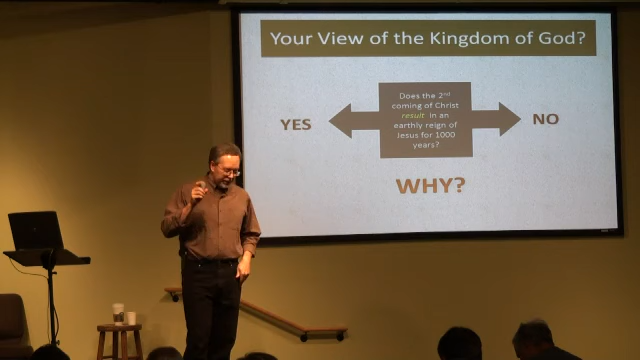 Your View of the Kingdom of God?
Does the 2nd
coming of Christ
result in an
earthly reign of
Jesus for 1000
years?
YES
NO
WHY?